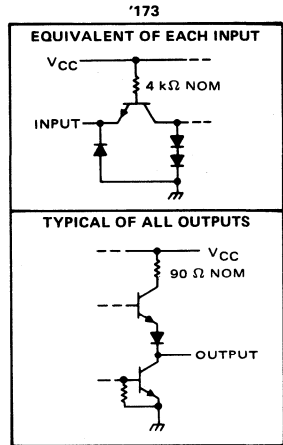 '173
EQUIVALENT OF EACH INPUT
VCC
4 kΩ NOM
INPUT
TYPICAL OF ALL OUTPUTS
VCC
90 Ω NOM
OUTPUT